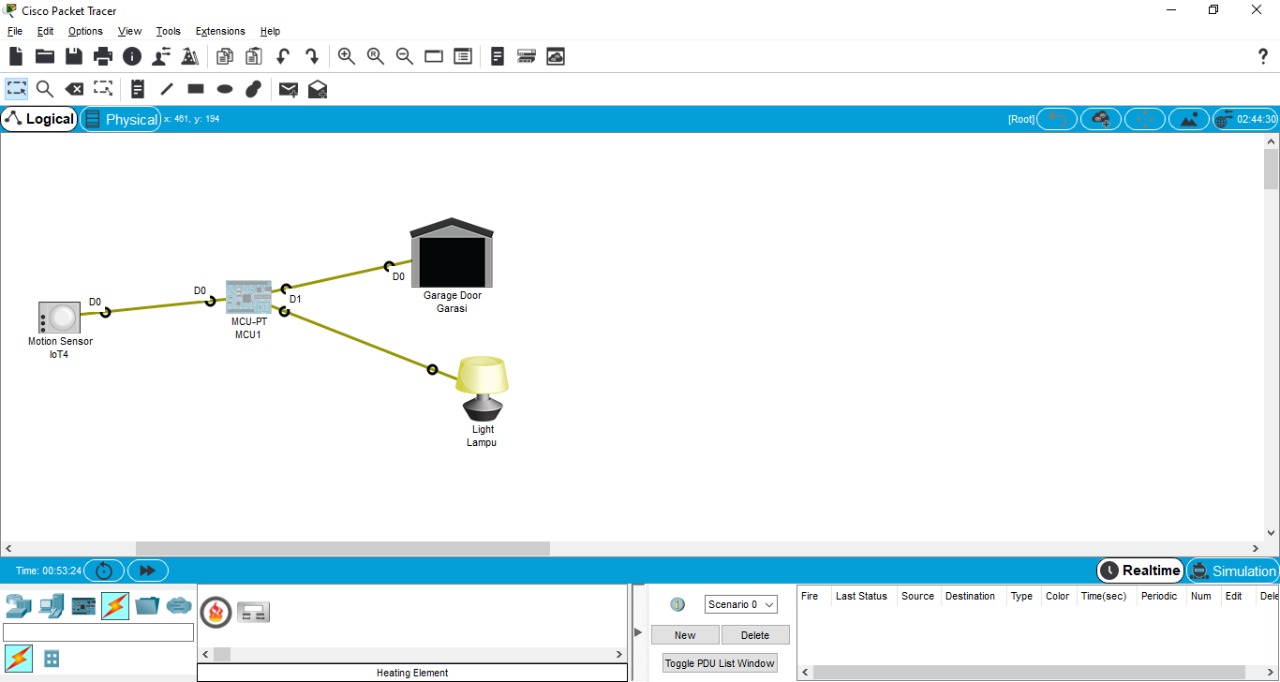 Cisco Packet Tracer
File Edit Options View Tools Extensions Help
Logical Physical x: 461, y: 194 [Root] 02:44:30
D0 D0 D1 D0
Garage Door
Garasi
MCU-PT
MCU1
Motion Sensor
IoT4
Light
Lampu
Time: 00:53:24 Realtime Simulation
Scenario 0
New Delete
Toggle PDU List Window
Fire Last Status Source Destination Type Color Time(sec) Periodic Num Edit Dele
Heating Element